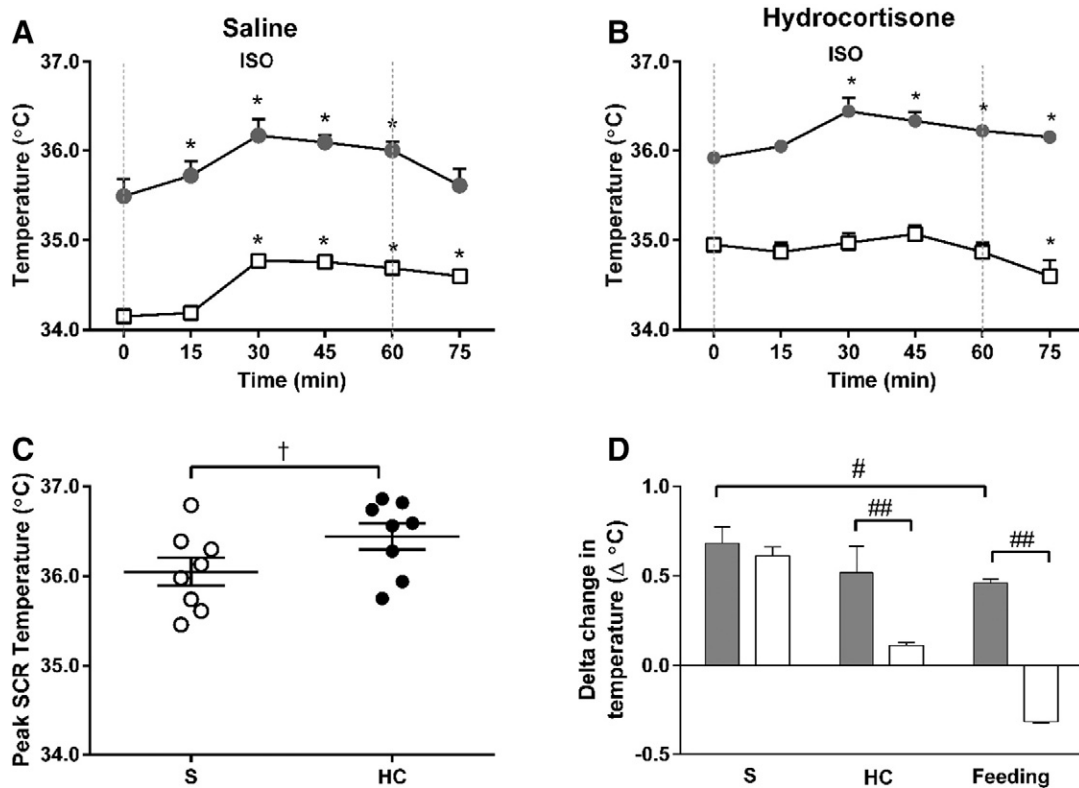 A
Saline
ISO
37.0
36.0
35.0
34.0
Temperature (°C)
* * * * *
* * * *
0 15 30 45 60 75
Time (min)
B
Hydrocortisone
ISO
37.0
36.0
35.0
34.0
Temperature (°C)
* * * *
*
0 15 30 45 60 75
Time (min)
C
†
37.0
36.0
35.0
34.0
Peak SCR Temperature (°C)
S HC
D
#
##
##
1.0
0.5
0.0
-0.5
Delta change in
temperature (Δ °C)
S HC Feeding